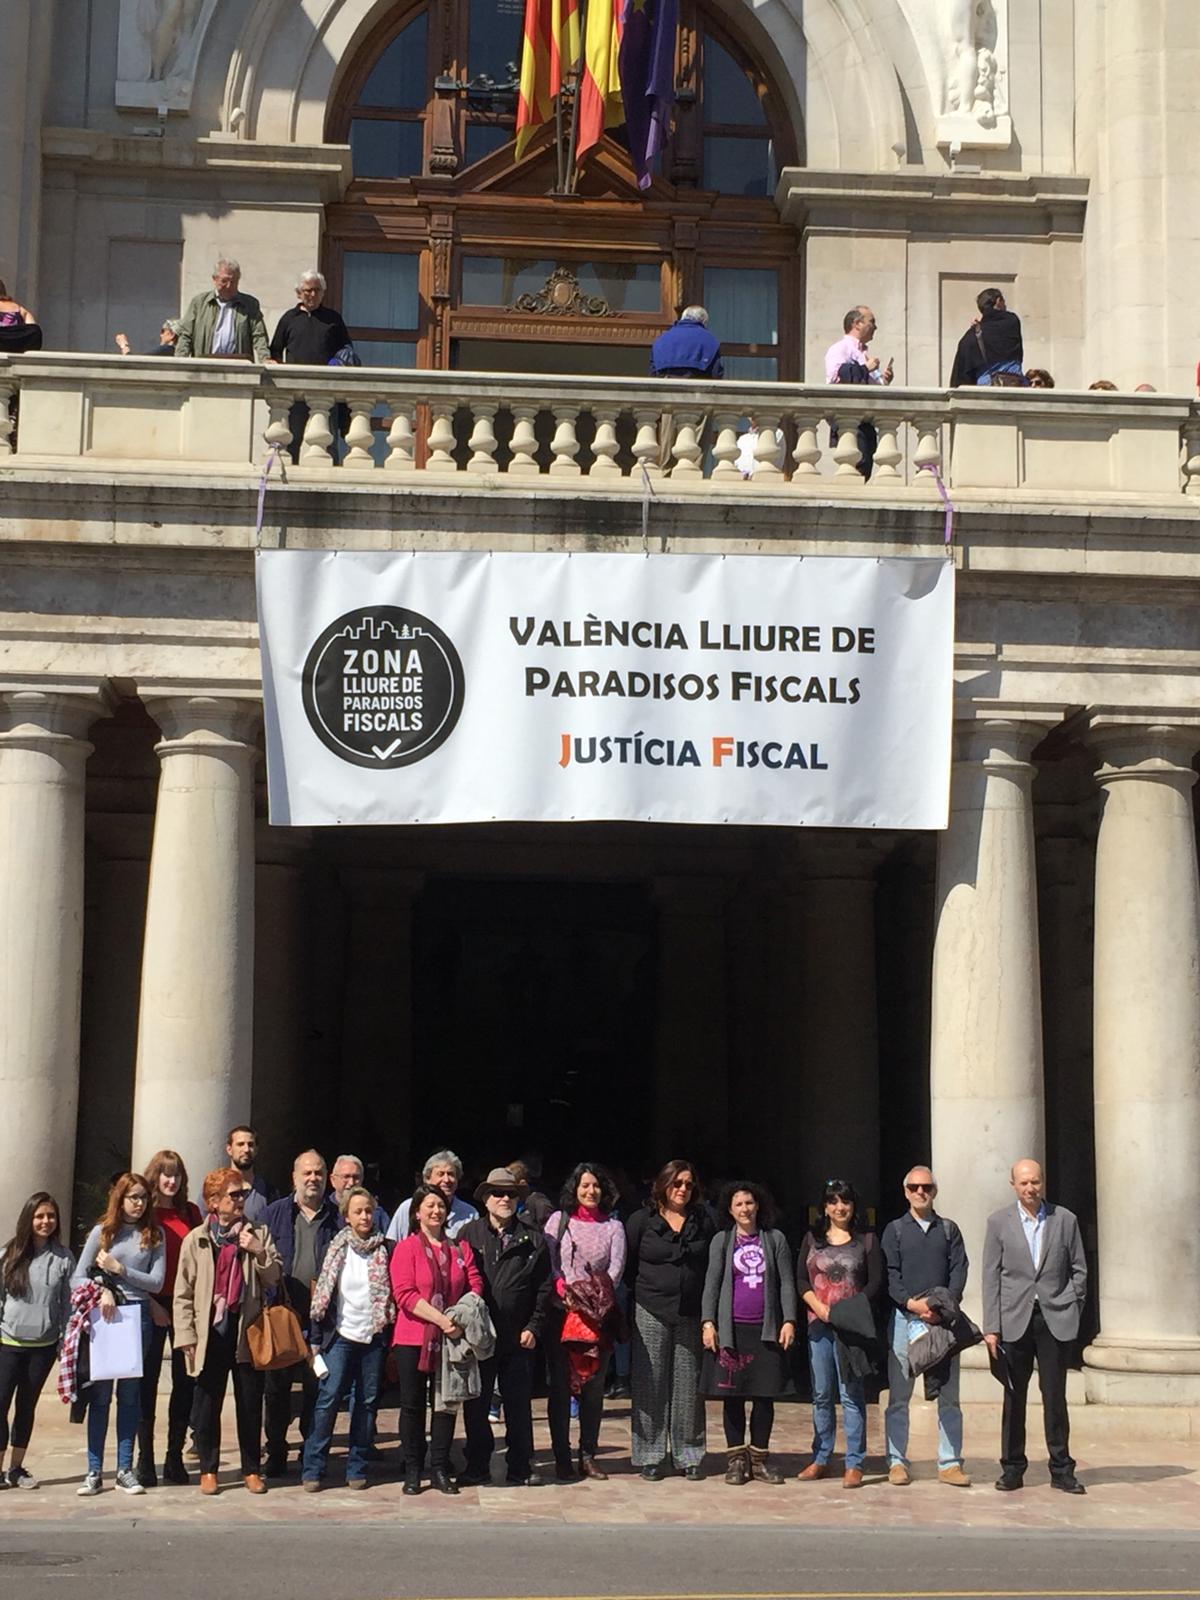 ZONA
LLIURE DE
PARADISOS
FISCALS
VALÈNCIA LLIURE DE
PARADISOS FISCALS
JUSTÍCIA FISCAL